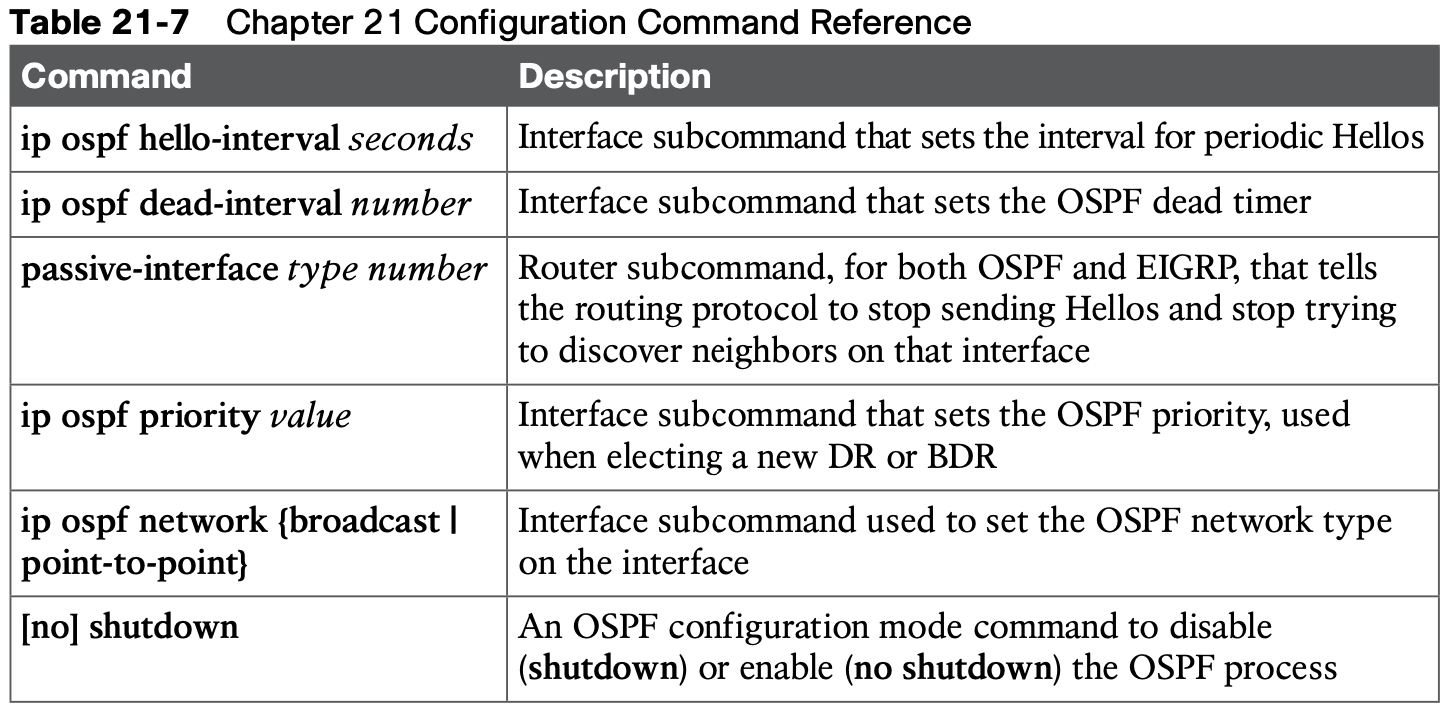 Table 21-7 Chapter 21 Configuration Command Reference
Command Description
ip ospf hello-interval seconds Interface subcommand that sets the interval for periodic Hellos
ip ospf dead-interval number Interface subcommand that sets the OSPF dead timer
passive-interface type number Router subcommand, for both OSPF and EIGRP, that tells
the routing protocol to stop sending Hellos and stop trying
to discover neighbors on that interface
ip ospf priority value Interface subcommand that sets the OSPF priority, used
when electing a new DR or BDR
ip ospf network {broadcast | Interface subcommand used to set the OSPF network type
point-to-point} on the interface
[no] shutdown An OSPF configuration mode command to disable
(shutdown) or enable (no shutdown) the OSPF process